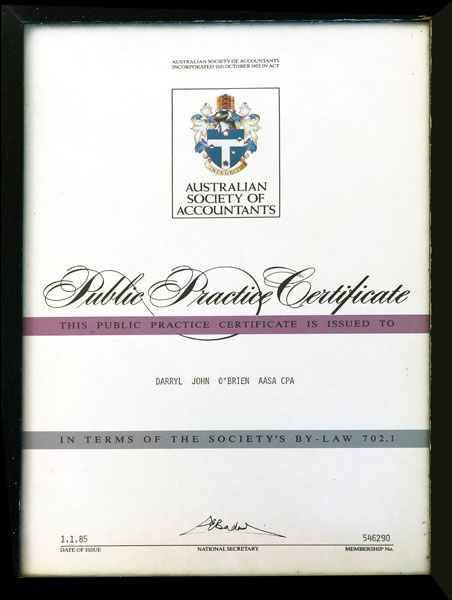 AUSTRALIAN SOCIETY OF ACCOUNTANTS
INCORPORATED 13th OCTOBER 1952 IN ACT
INTEGRITY
AUSTRALIAN
SOCIETY OF
ACCOUNTANTS
Public Practice Certificate
THIS PUBLIC PRACTICE CERTIFICATE IS ISSUED TO
DARRYL JOHN O'BRIEN AASA CPA
IN TERMS OF THE SOCIETY'S BY-LAW 702.1
1.1.85
546290
DATE OF ISSUE
NATIONAL SECRETARY
MEMBERSHIP No.